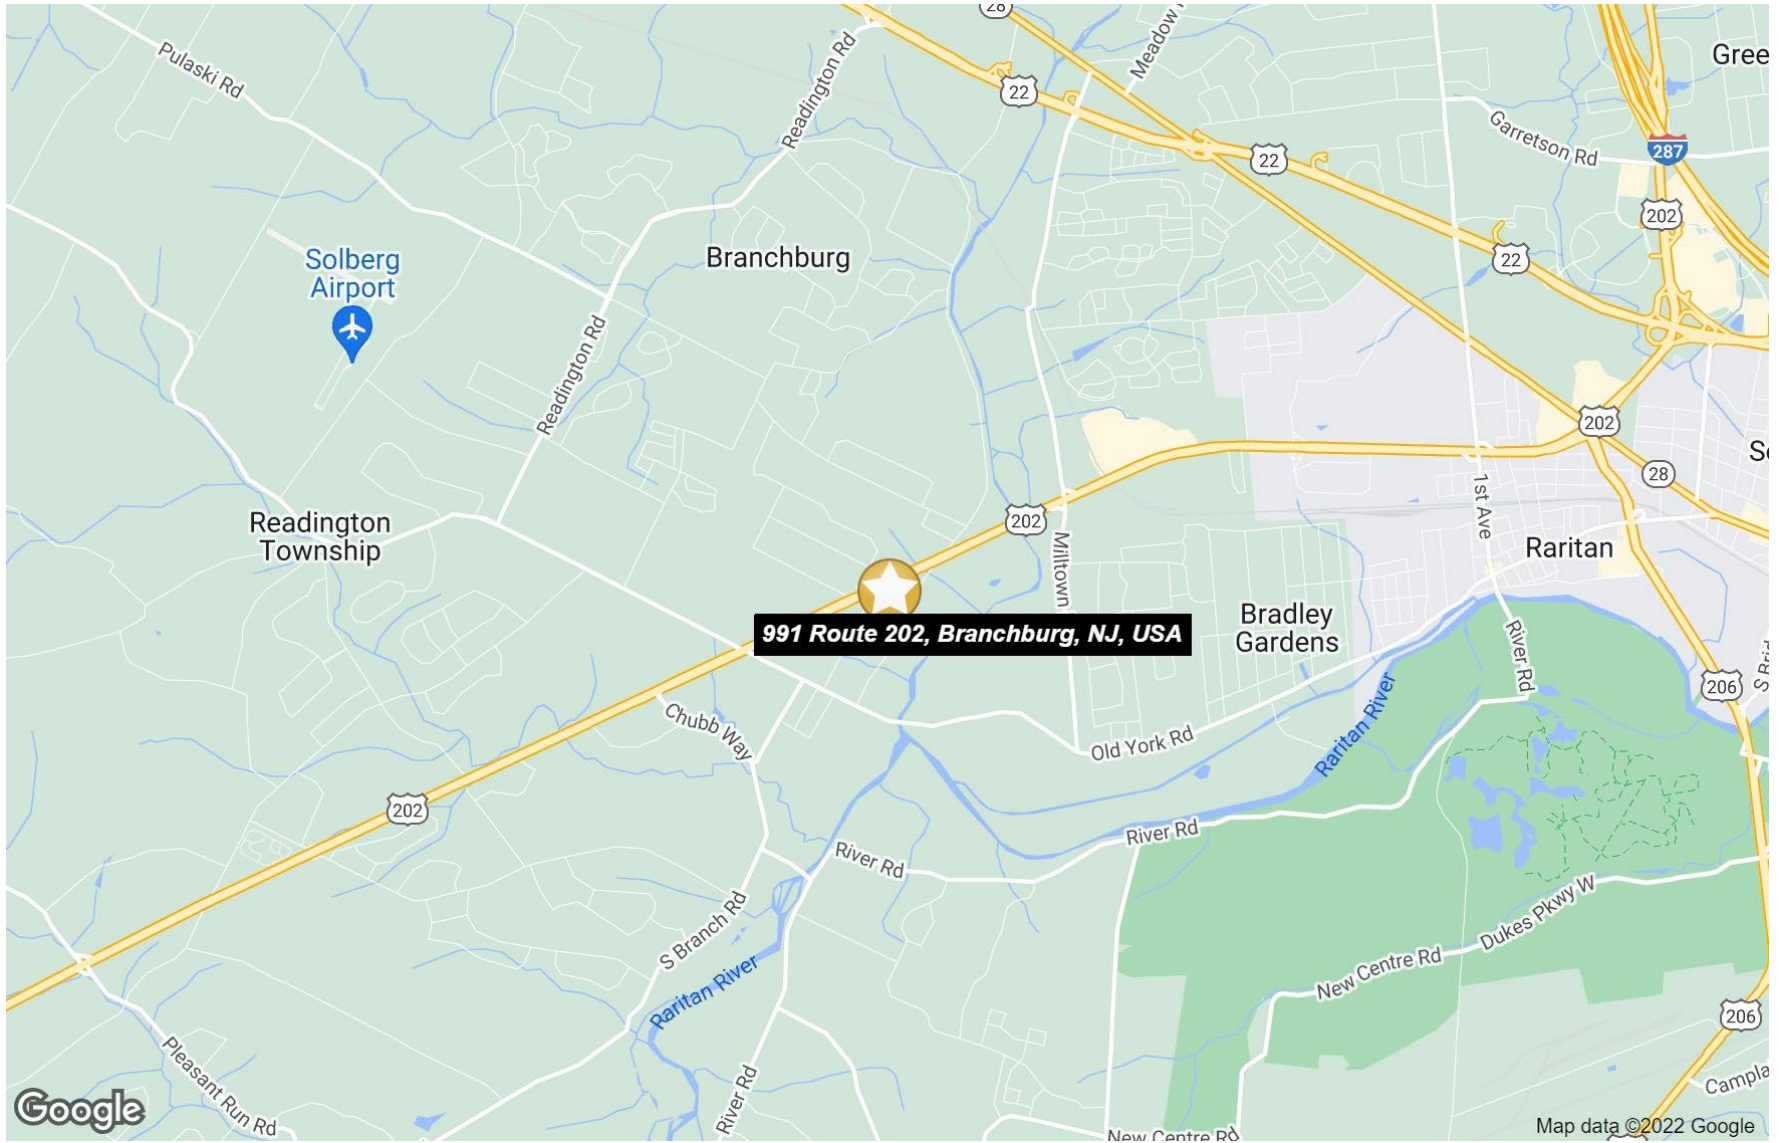 28
Meadow
Gree
Pulaski Rd
Readington Rd
22
Garretson Rd
22
287
202
Branchburg
Solberg
Airport
22
Readington Rd
202
28
1st Ave
202
Readington
Township
Milltown
Raritan
991 Route 202, Branchburg, NJ, USA
Bradley
Gardens
River Rd
206
Chubb Way
Old York Rd
Raritan River
202
River Rd
River Rd
S Branch Rd
Dukes Pkwy W
New Centre Rd
Raritan River
206
Pleasant Run Rd
River Rd
Campla
Google
New Centre Rd
Map data ©2022 Google